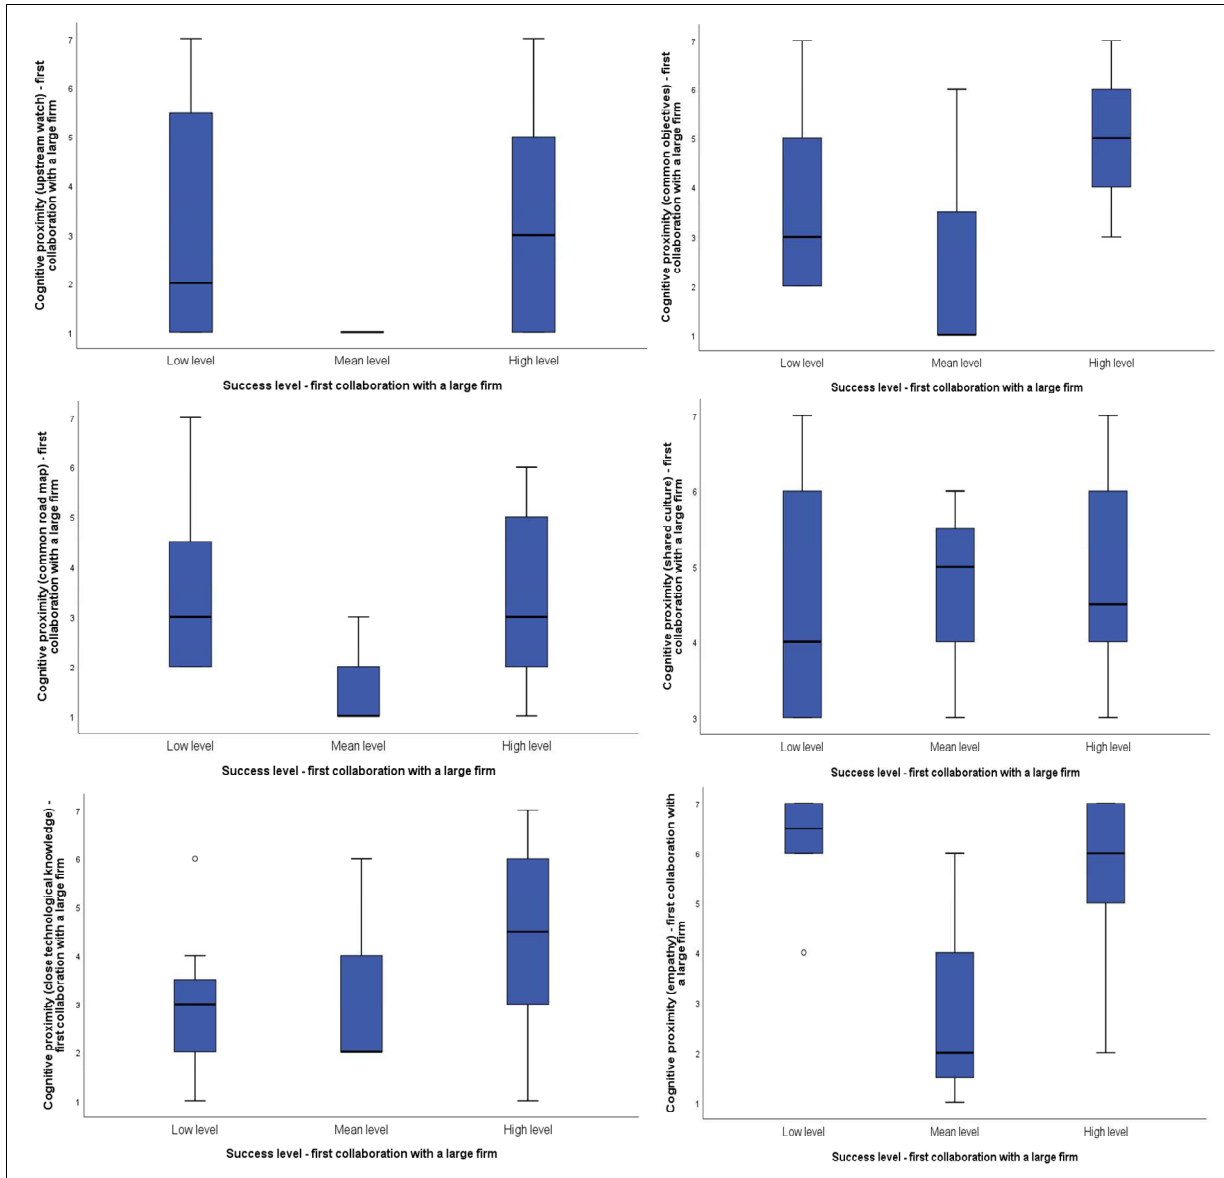 Cognitive proximity (upstream watch) - first
collaboration with a large firm
7
6
5
4
3
2
1
Low level
Mean level
High level
Success level - first collaboration with a large firm
Cognitive proximity (common objectives) - first
collaboration with a large firm
7
6
5
4
3
2
1
Low level
Mean level
High level
Success level - first collaboration with a large firm
Cognitive proximity (common road map) - first
collaboration with a large firm
7
6
5
4
3
2
1
Low level
Mean level
High level
Success level - first collaboration with a large firm
Cognitive proximity (shared culture) - first
collaboration with a large firm
7
6
5
4
3
Low level
Mean level
High level
Success level - first collaboration with a large firm
Cognitive proximity (close technological knowledge) -
first collaboration with a large firm
7
6
5
4
3
2
1
Low level
Mean level
High level
Success level - first collaboration with a large firm
Cognitive proximity (empathy) - first collaboration with
a large firm
7
6
5
4
3
2
1
Low level
Mean level
High level
Success level - first collaboration with a large firm